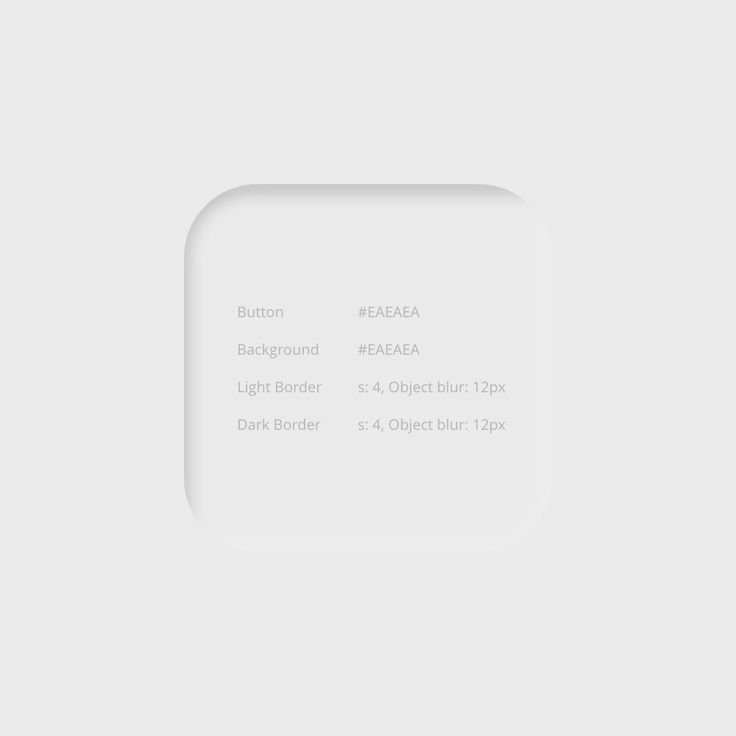 Button #EAEAEA
Background #EAEAEA
Light Border s: 4, Object blur: 12px
Dark Border s: 4, Object blur: 12px